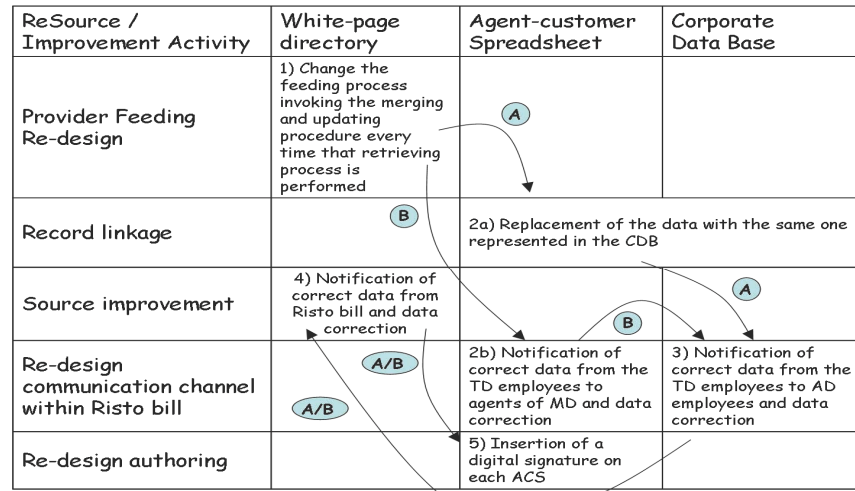 ReSource /
Improvement Activity
White-page
directory
Agent-customer
Spreadsheet
Corporate
Data Base
Provider Feeding
Re-design
1) Change the
feeding process
invoking the merging
and updating
procedure every
time that retrieving
process is
performed
A
Record linkage
B
2a) Replacement of the data with the same one
represented in the CDB
Source improvement
4) Notification of
correct data from
Risto bill and data
correction
B
A
Re-design
communication channel
within Risto bill
A/B
A/B
2b) Notification of
correct data from the
TD employees to
agents of MD and data
correction
3) Notification of
correct data from the
TD employees to AD
employees and data
correction
Re-design authoring
5) Insertion of a
digital signature on
each ACS